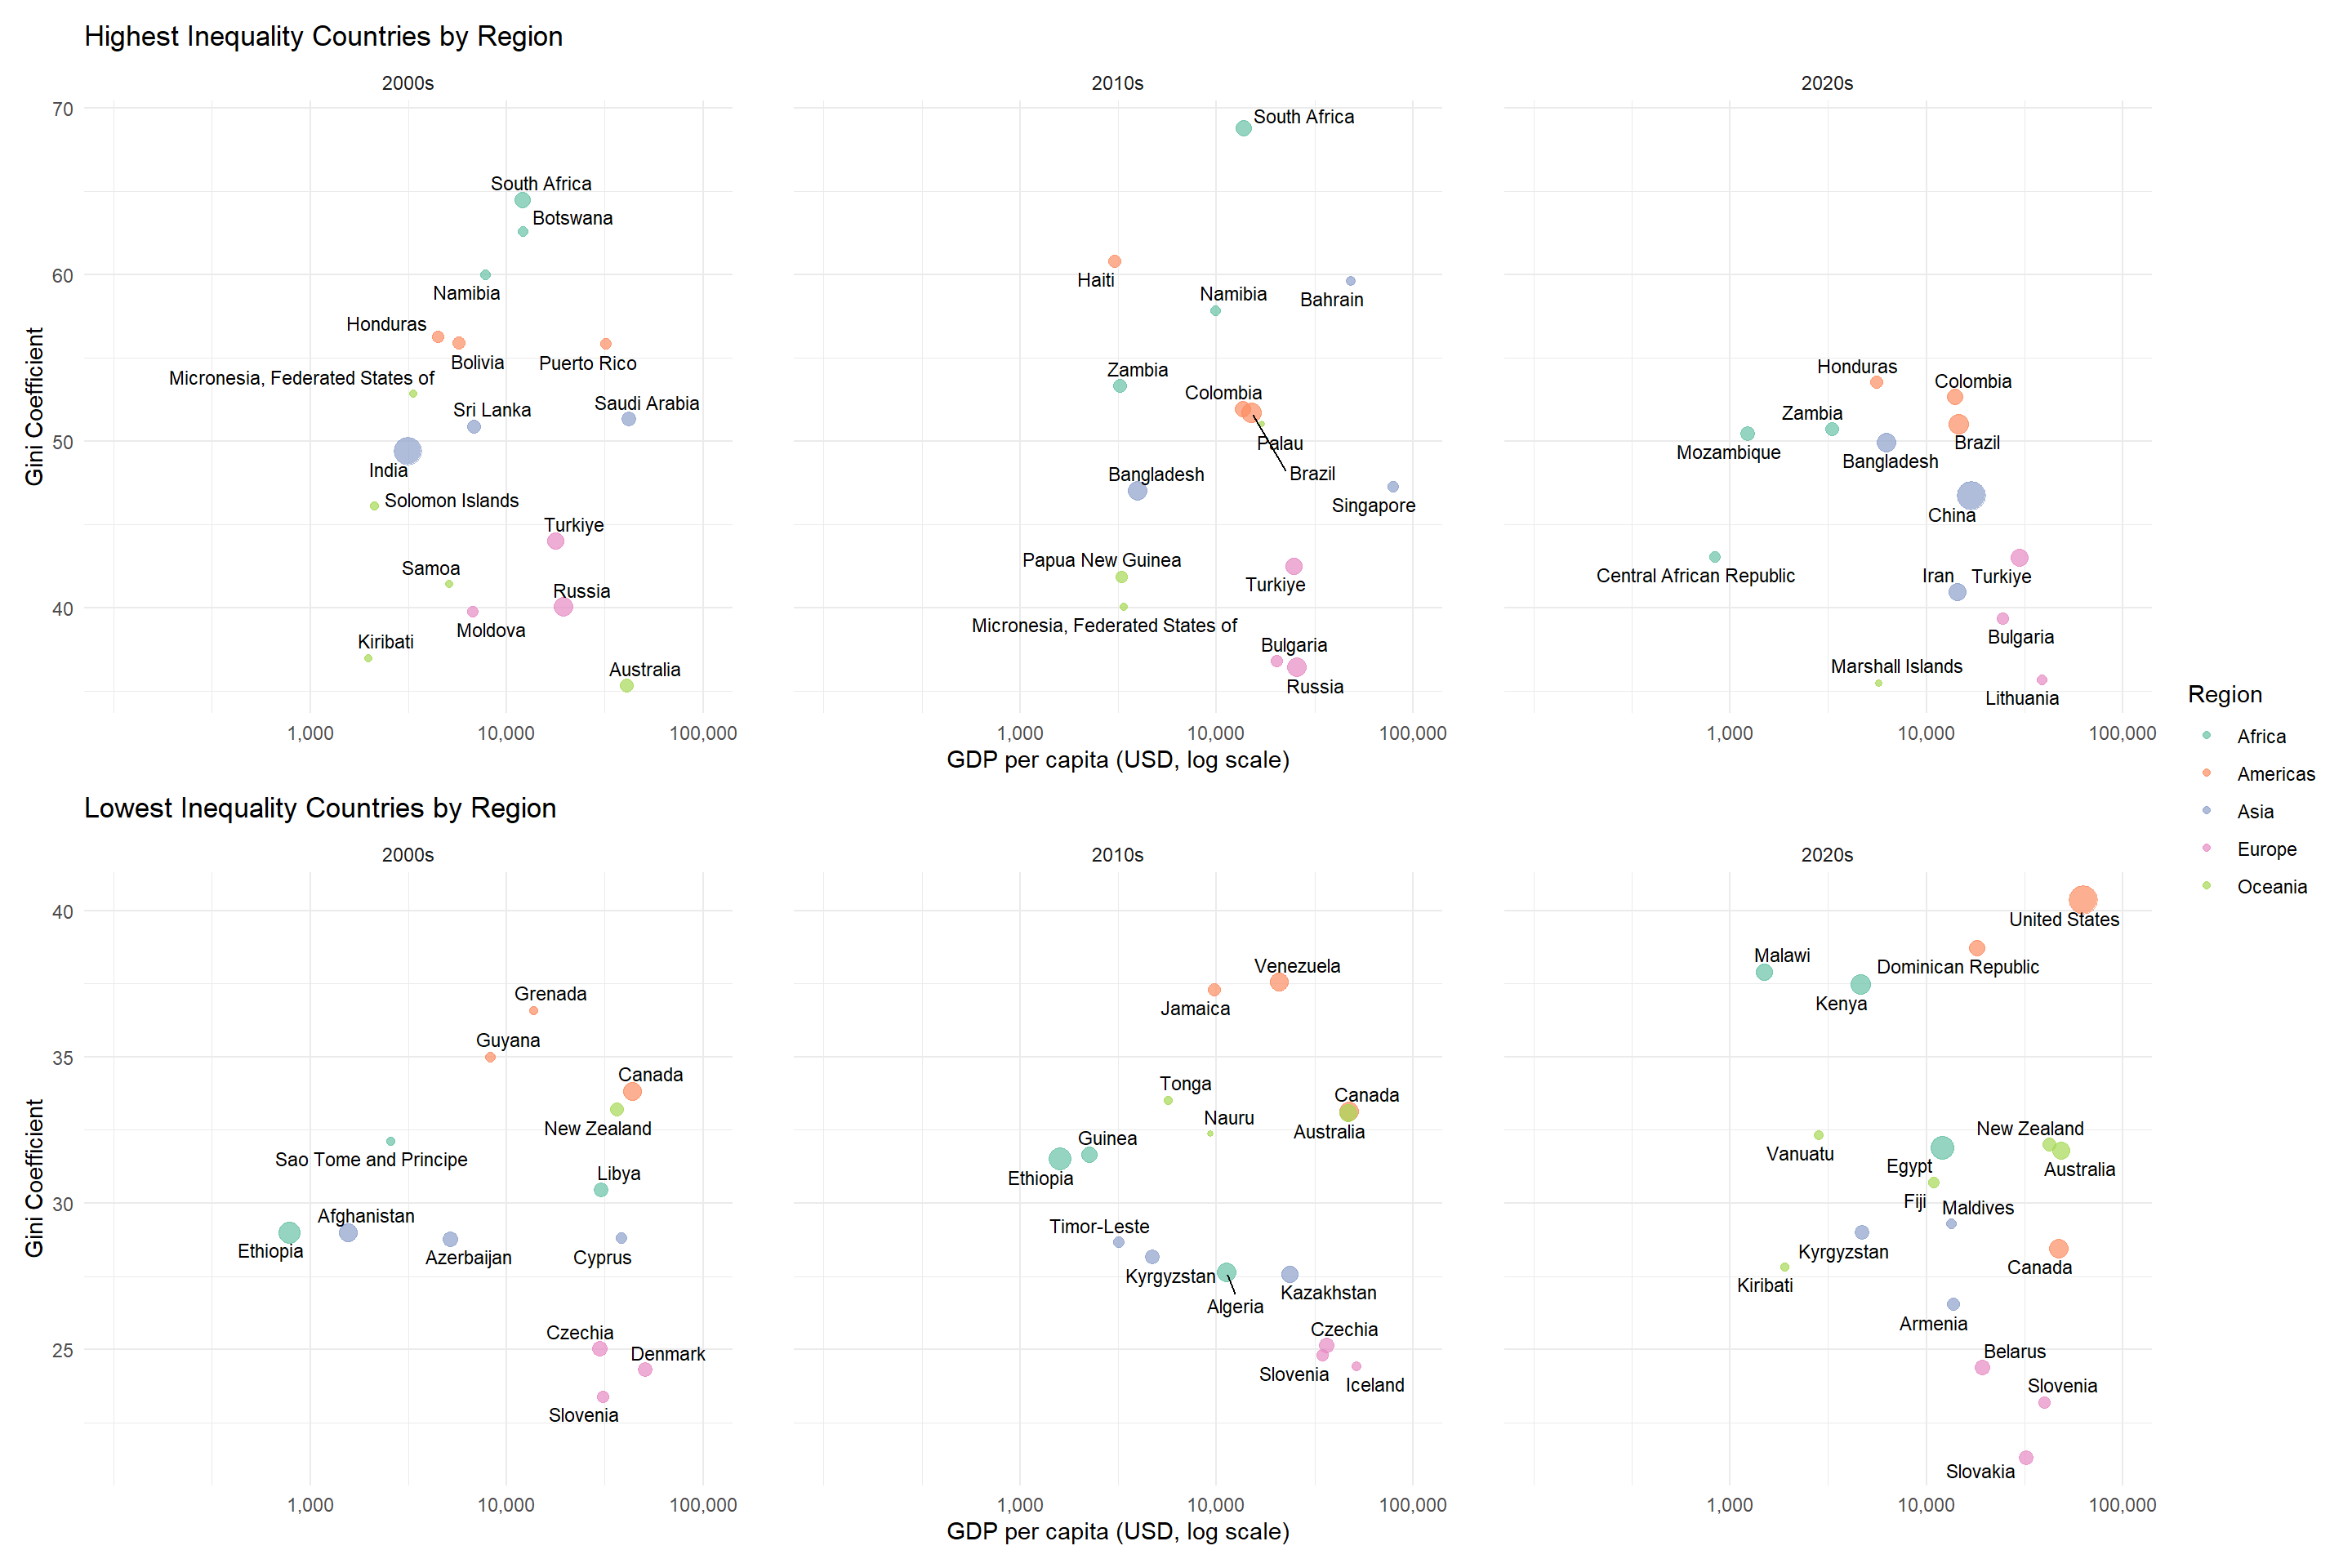 Highest Inequality Countries by Region
2000s
2010s
2020s
Gini Coefficient
70
60
50
40
South Africa
Botswana
Namibia
Honduras
Bolivia
Puerto Rico
Micronesia, Federated States of
Sri Lanka
Saudi Arabia
India
Solomon Islands
Turkiye
Samoa
Russia
Moldova
Kiribati
Australia
South Africa
Haiti
Bahrain
Namibia
Zambia
Colombia
Palau
Brazil
Bangladesh
Singapore
Papua New Guinea
Turkiye
Micronesia, Federated States of
Bulgaria
Russia
Honduras
Colombia
Zambia
Mozambique
Brazil
Bangladesh
China
Central African Republic
Iran
Turkiye
Bulgaria
Marshall Islands
Lithuania
1,000
10,000
100,000
1,000
10,000
100,000
1,000
10,000
100,000
GDP per capita (USD, log scale)
Region
Africa
Americas
Asia
Europe
Oceania
Lowest Inequality Countries by Region
2000s
2010s
2020s
Gini Coefficient
40
35
30
25
Grenada
Guyana
Canada
New Zealand
Sao Tome and Principe
Libya
Afghanistan
Ethiopia
Azerbaijan
Cyprus
Czechia
Denmark
Slovenia
Venezuela
Jamaica
Tonga
Canada
Nauru
Australia
Guinea
Ethiopia
Timor-Leste
Kyrgyzstan
Algeria
Kazakhstan
Czechia
Slovenia
Iceland
United States
Malawi
Dominican Republic
Kenya
New Zealand
Vanuatu
Egypt
Australia
Fiji
Maldives
Kyrgyzstan
Canada
Kiribati
Armenia
Belarus
Slovenia
Slovakia
1,000
10,000
100,000
1,000
10,000
100,000
1,000
10,000
100,000
GDP per capita (USD, log scale)